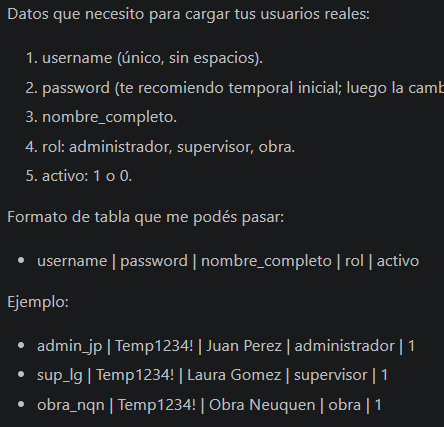 Datos que necesito para cargar tus usuarios reales:
1. username (único, sin espacios).
2. password (te recomiendo temporal inicial; luego la
3. nombre_completo.
4. rol: administrador, supervisor, obra.
5. activo: 1 o 0.
Formato de tabla que me podés pasar:
• username | password | nombre_completo | rol | activo
Ejemplo:
• admin_jp | Temp1234! | Juan Perez | administrador | 1
• sup_lg | Temp1234! | Laura Gomez | supervisor | 1
• obra_nqn | Temp1234! | Obra Neuquen | obra | 1